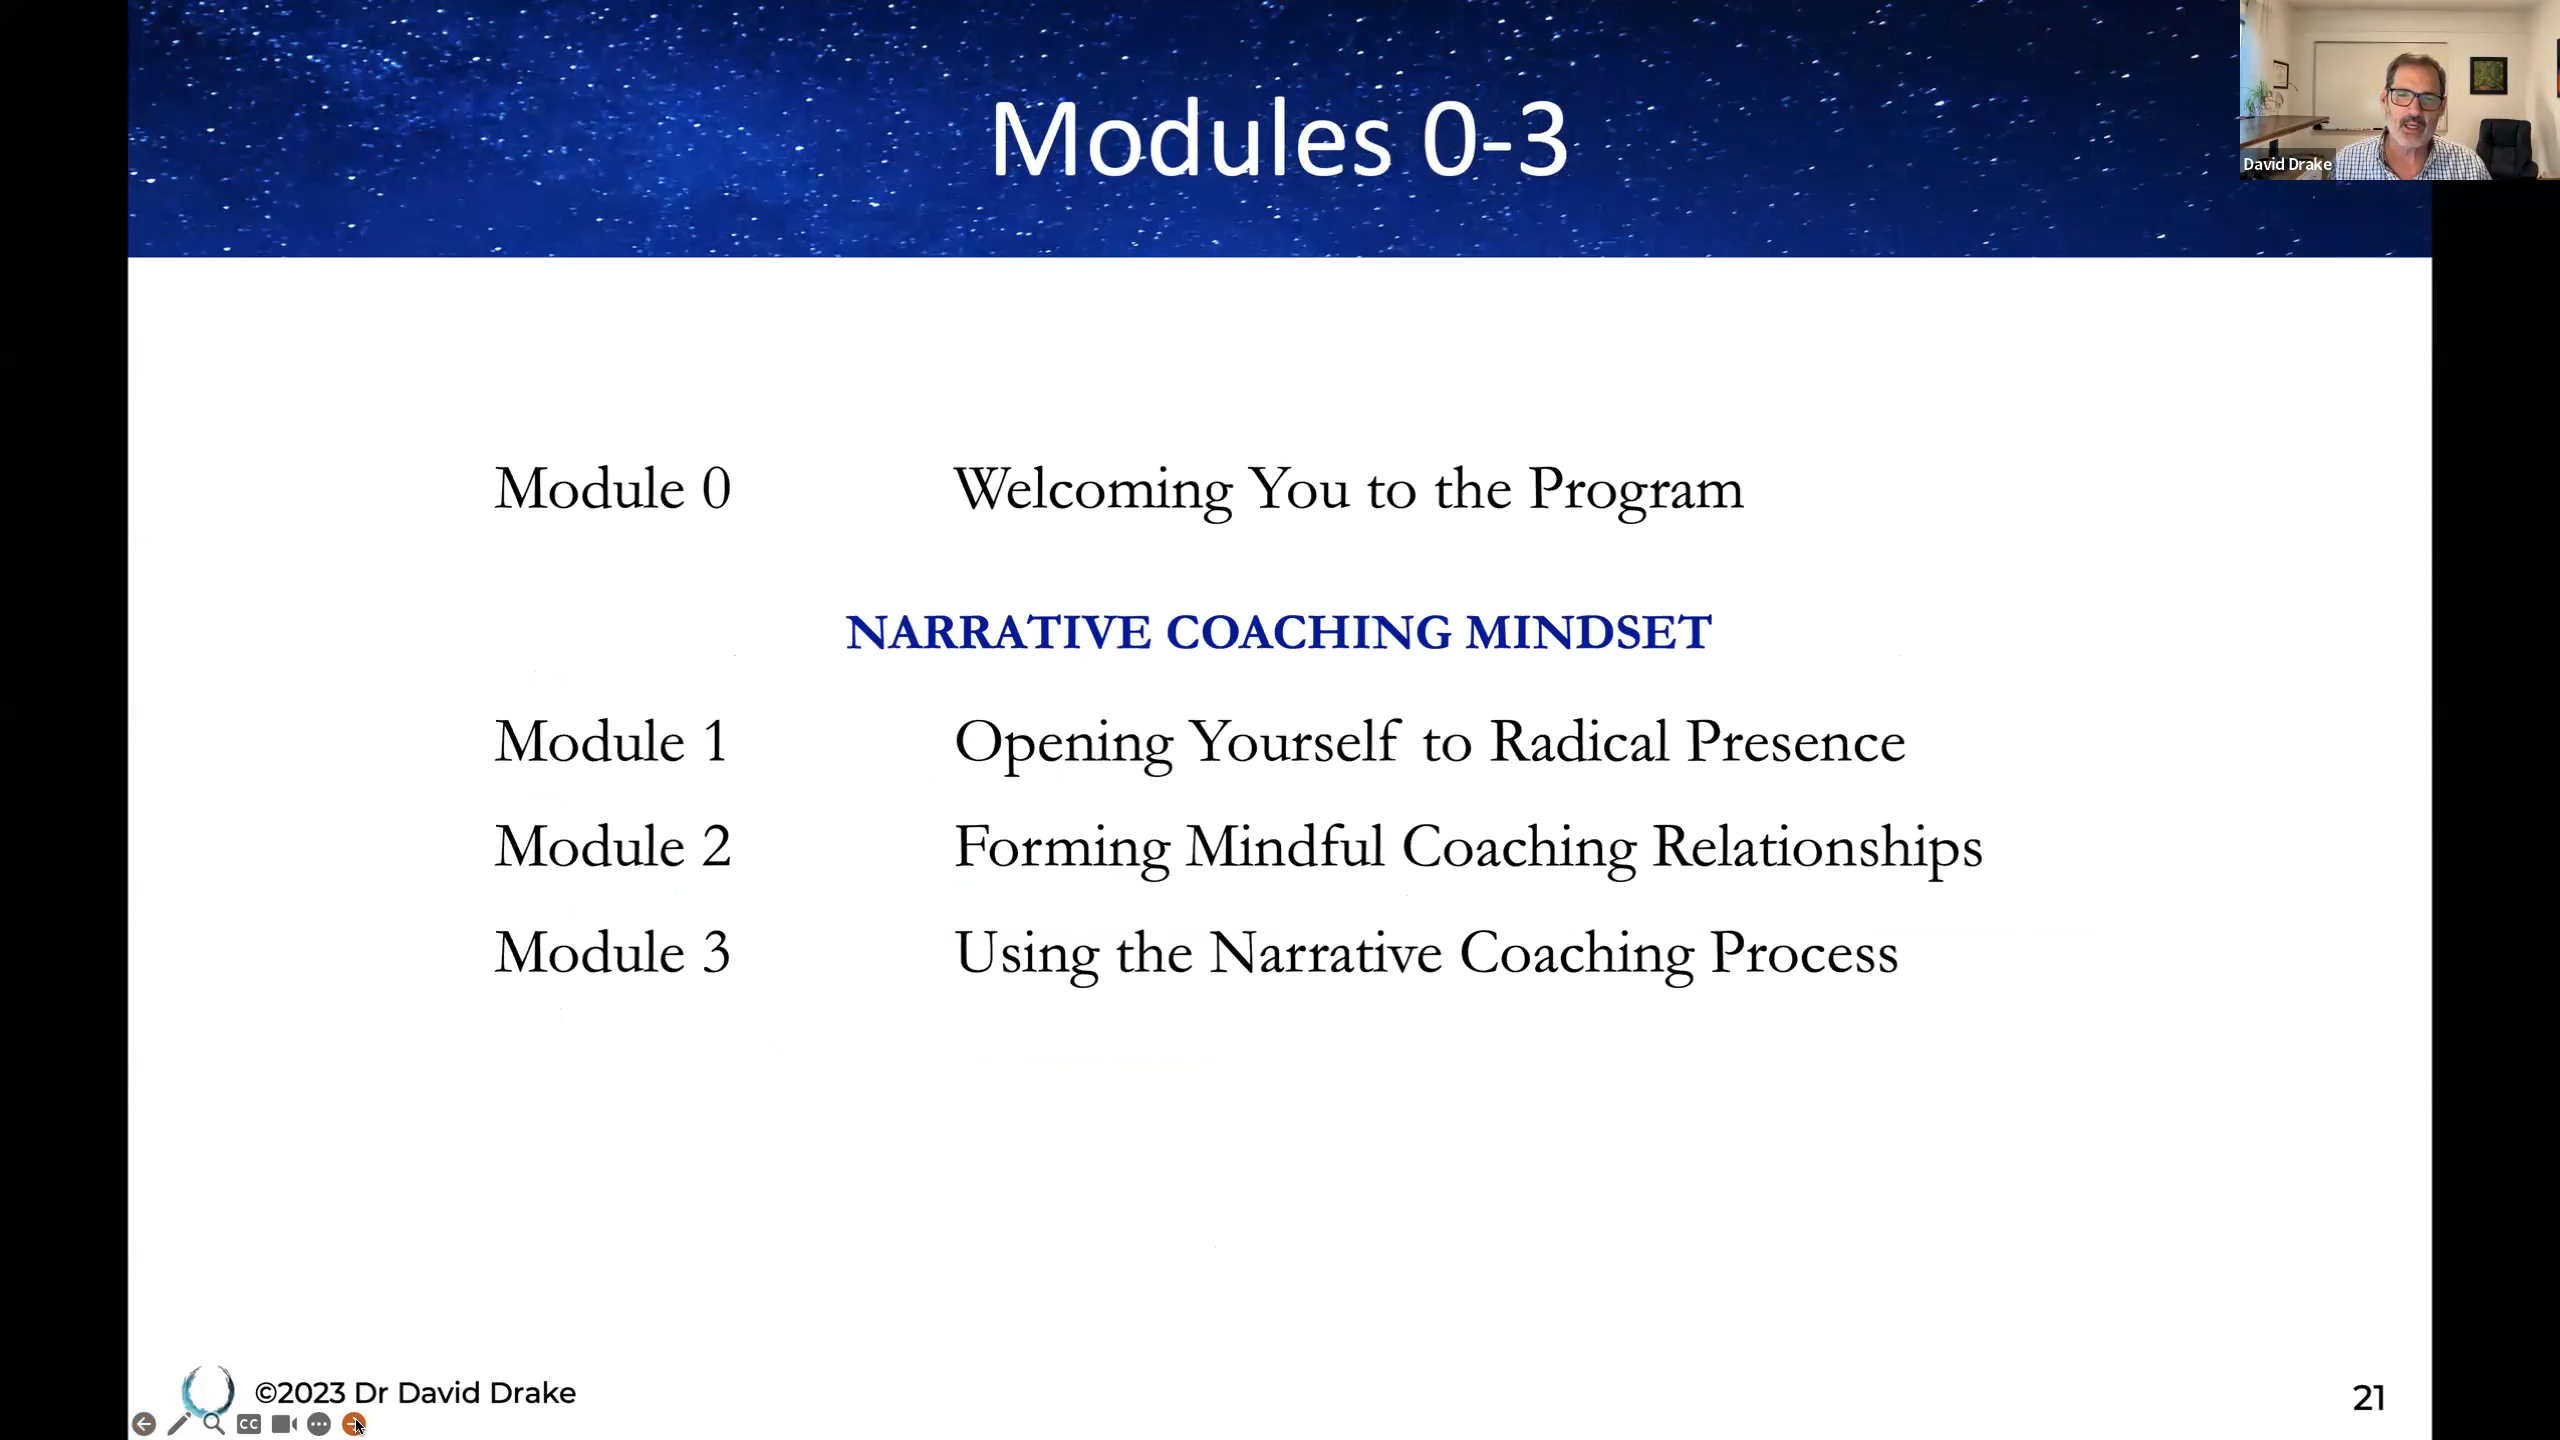 Modules 0-3
David Drake
Module 0 Welcoming You to the Program
NARRATIVE COACHING MINDSET
Module 1 Opening Yourself to Radical Presence
Module 2 Forming Mindful Coaching Relationships
Module 3 Using the Narrative Coaching Process
©2023 Dr David Drake
21
CC